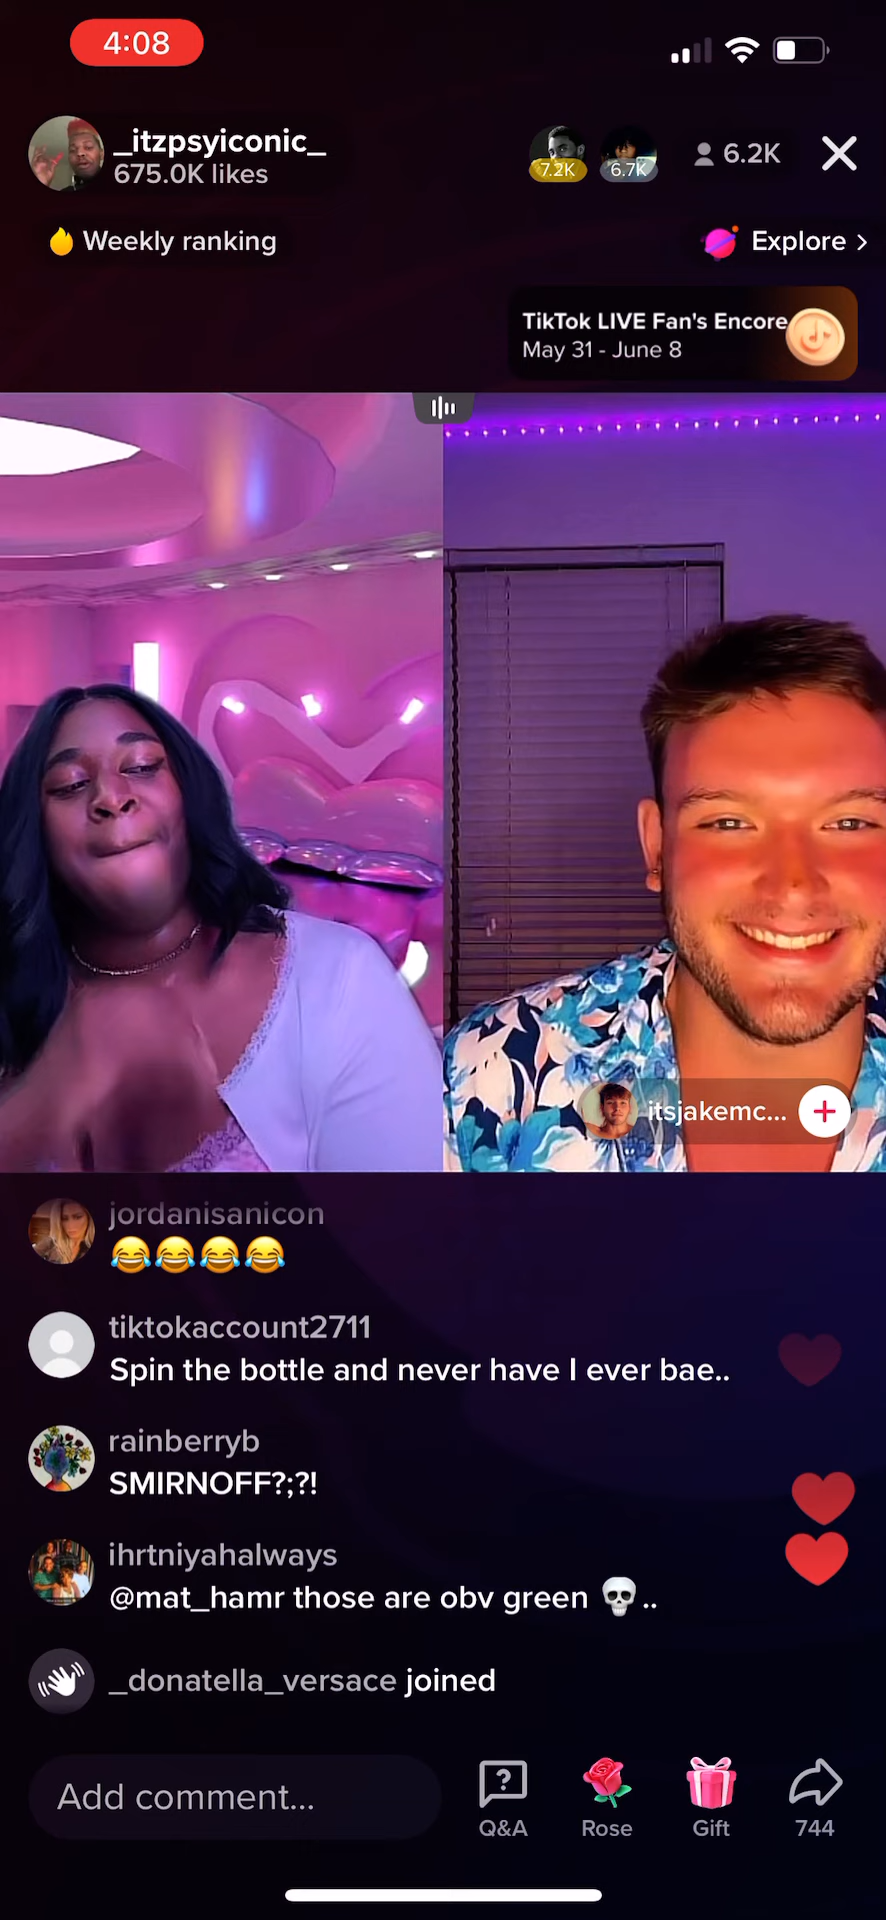 4:08
_itzpsyiconic_
675.0K likes
7.2K
6.7K
6.2K
Weekly ranking
Explore >
TikTok LIVE Fan's Encore
May 31 - June 8
itsjakemc...
jordanisanicon
😂😂😂😂
tiktokaccount2711
Spin the bottle and never have I ever bae..
rainberryb
SMIRNOFF?;?!
ihrtniyahalways
@mat_hamr those are obv green 💀..
_donatella_versace joined
Add comment...
Q&A
Rose
Gift
744